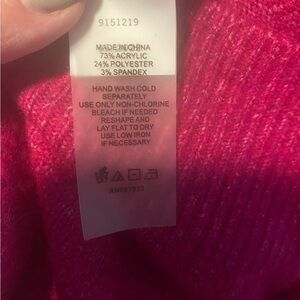 9151219
MADE IN CHINA
73% ACRYLIC
24% POLYESTER
3% SPANDEX
HAND WASH COLD
SEPARATELY
USE ONLY NON-CHLORINE
BLEACH IF NEEDED
RESHAPE AND
LAY FLAT TO DRY
USE LOW IRON
IF NECESSARY